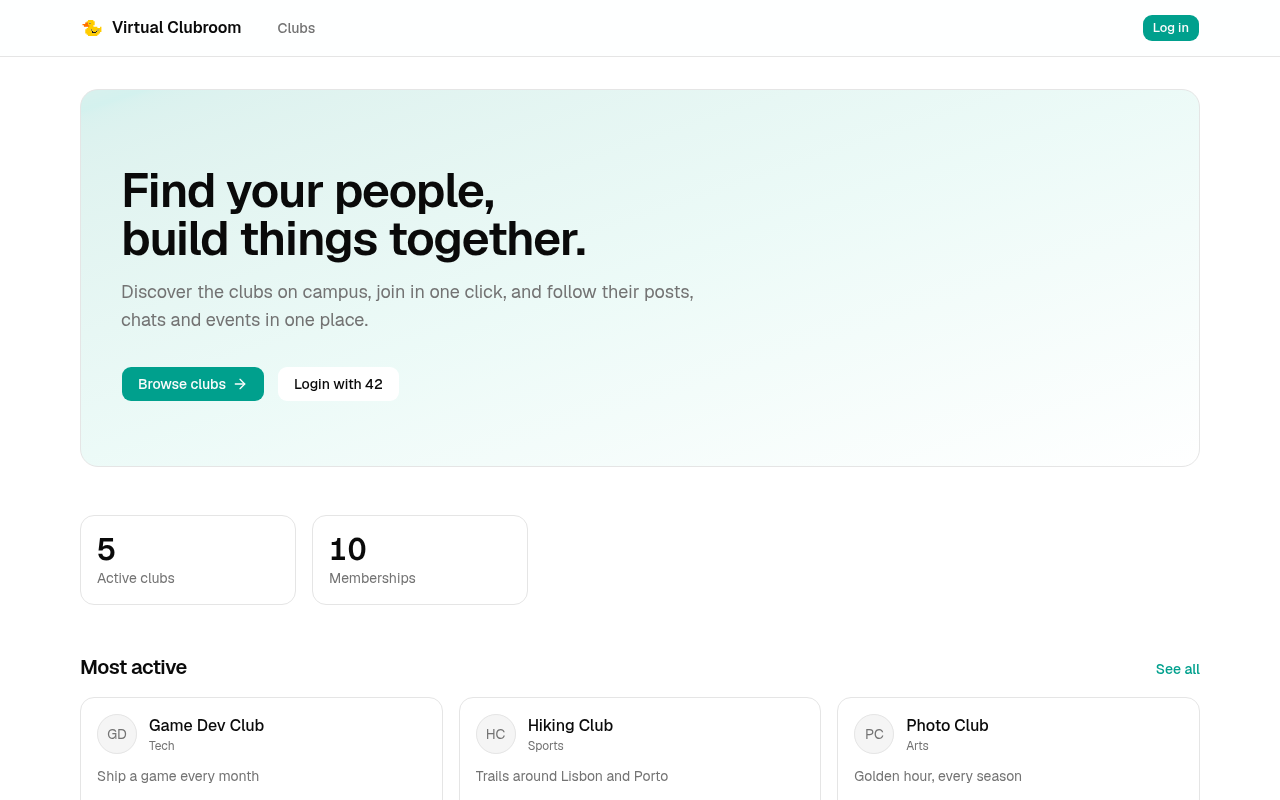 Virtual Clubroom
Clubs
Log in
Find your people,
build things together.
Discover the clubs on campus, join in one click, and follow their posts,
chats and events in one place.
Browse clubs →
Login with 42
5
Active clubs
10
Memberships
Most active
See all
GD
Game Dev Club
Tech
Ship a game every month
HC
Hiking Club
Sports
Trails around Lisbon and Porto
PC
Photo Club
Arts
Golden hour, every season